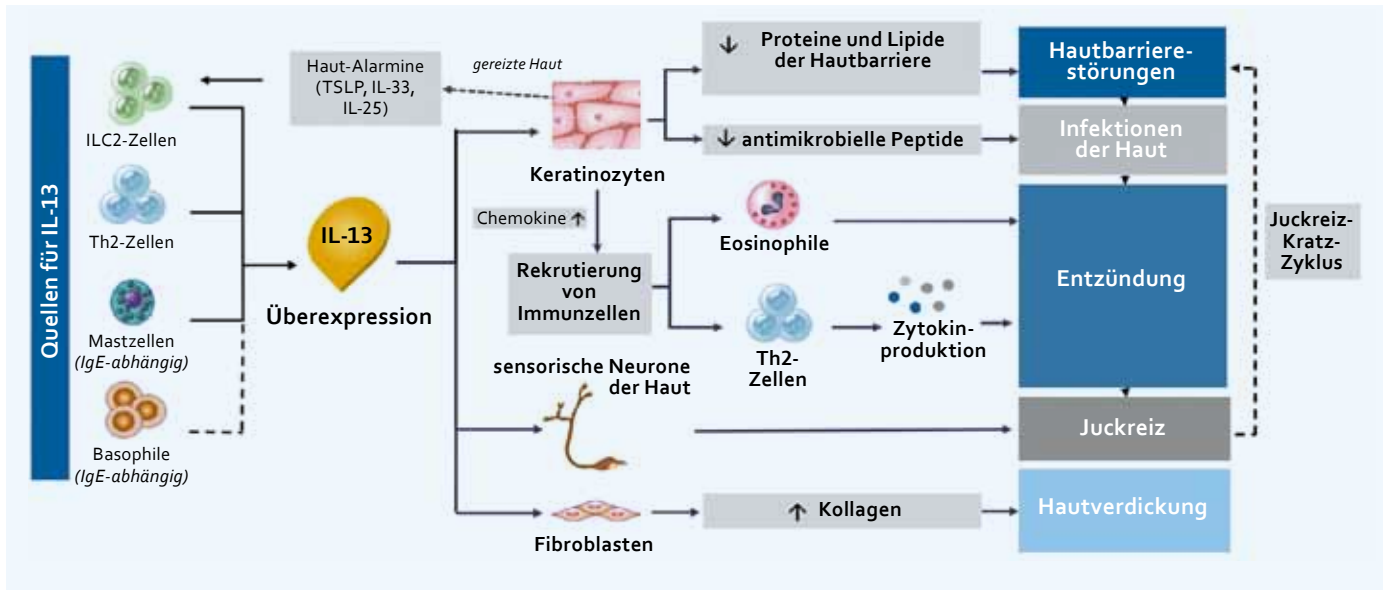 Quellen für IL-13
ILC2-Zellen
Th2-Zellen
Mastzellen
(IgE-abhängig)
Basophile
(IgE-abhängig)
Haut-Alarmine
(TSLP, IL-33,
IL-25)
gereizte Haut
IL-13
Überexpression
Keratinozyten
Chemokine ↑
Rekrutierung
von
Immunzellen
sensorische Neurone
der Haut
Fibroblasten
↓ Proteine und Lipide
der Hautbarriere
↓ antimikrobielle Peptide
Eosinophile
Th2-
Zellen
Zytokin-
produktion
↑ Kollagen
Hautbarriere-
störungen
Infektionen
der Haut
Entzündung
Juckreiz
Hautverdickung
Juckreiz-
Kratz-
Zyklus